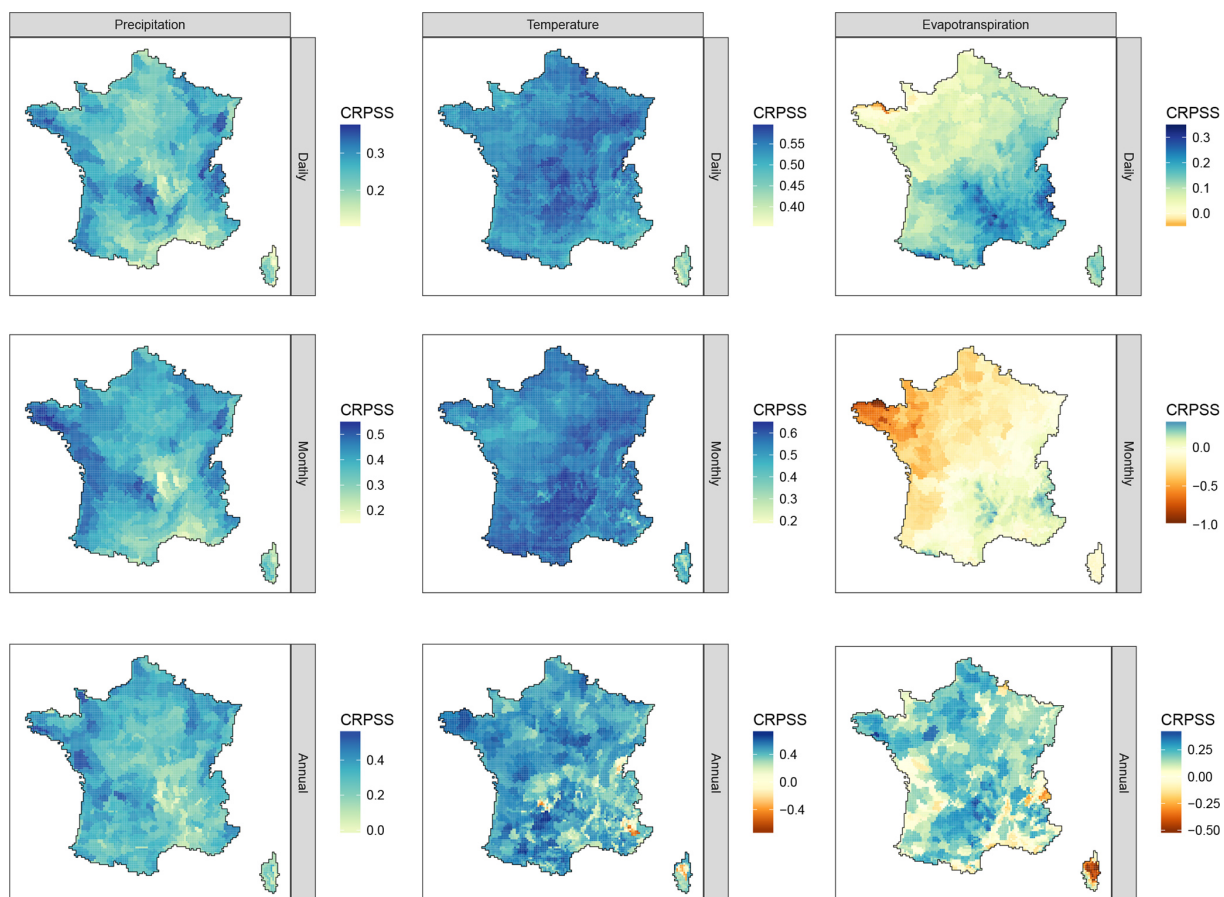 Precipitation
Temperature
Evapotranspiration
CRPSS
0.3
0.2
Daily
CRPSS
0.55
0.50
0.45
0.40
Daily
CRPSS
0.3
0.2
0.1
0.0
Daily
CRPSS
0.5
0.4
0.3
0.2
Monthly
CRPSS
0.6
0.5
0.4
0.3
0.2
Monthly
CRPSS
0.0
−0.5
−1.0
Monthly
CRPSS
0.4
0.2
0.0
Annual
CRPSS
0.4
0.0
−0.4
Annual
CRPSS
0.25
0.00
−0.25
−0.50
Annual